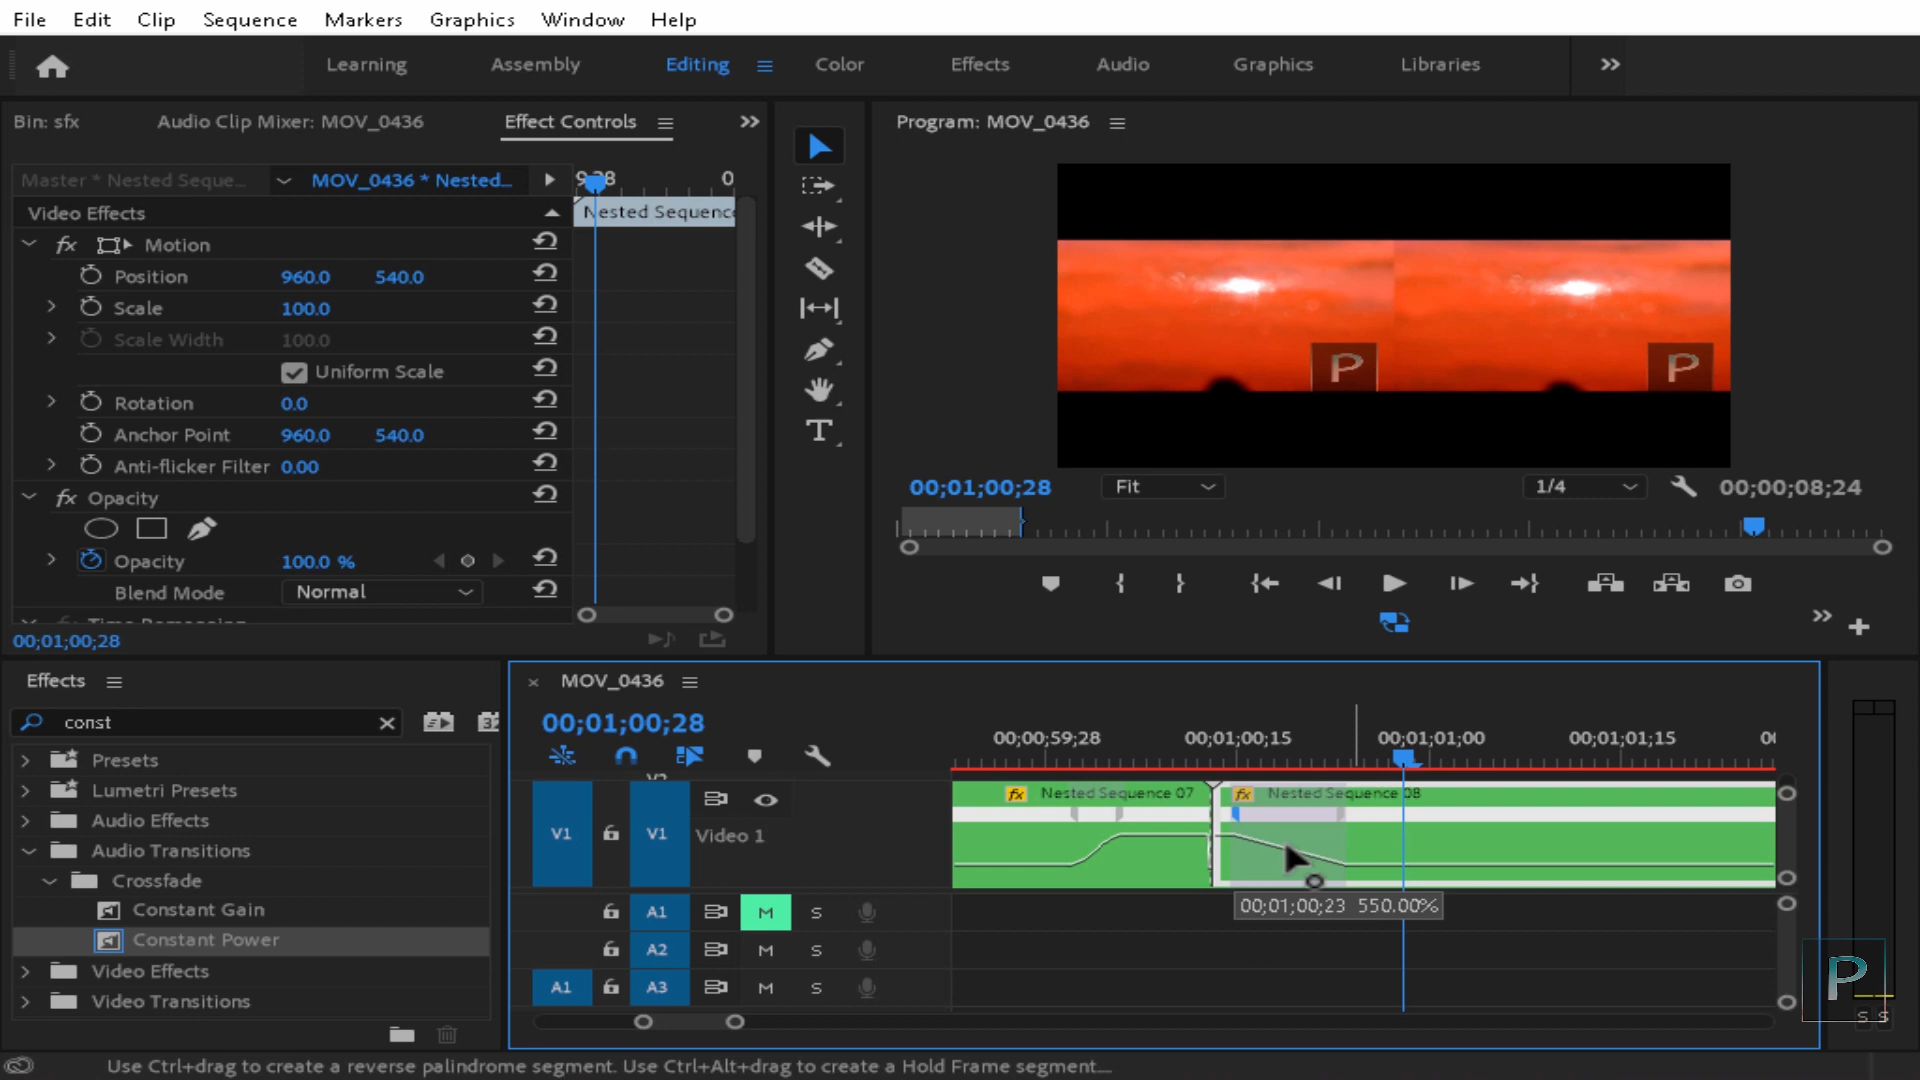 File Edit Clip Sequence Markers Graphics Window Help
Learning Assembly Editing Color Effects Audio Graphics Libraries
Bin: sfx Audio Clip Mixer: MOV_0436 Effect Controls
Master * Nested Seque... MOV_0436 * Nested...
0
Nested Sequence
Video Effects
fx Motion
Position 960.0 540.0
Scale 100.0
Scale Width 100.0
Uniform Scale
Rotation 0.0
Anchor Point 960.0 540.0
Anti-flicker Filter 0.00
fx Opacity
Opacity 100.0 %
Blend Mode Normal
00;01;00;28
Program: MOV_0436
P P
00;01;00;28 Fit 1/4 00;00;08;24
Effects
const
Presets
Lumetri Presets
Audio Effects
Audio Transitions
Crossfade
Constant Gain
Constant Power
Video Effects
Video Transitions
MOV_0436
00;01;00;28
00;00;59;28 00;01;00;15 00;01;01;00 00;01;01;15
V1 V1 Video 1
fx Nested Sequence 07 fx Nested Sequence 08
00;01;00;23 550.00%
A1 M S
A2 M S
A1 A3 M S
P
S S
Use Ctrl+drag to create a reverse palindrome segment. Use Ctrl+Alt+drag to create a Hold Frame segment....